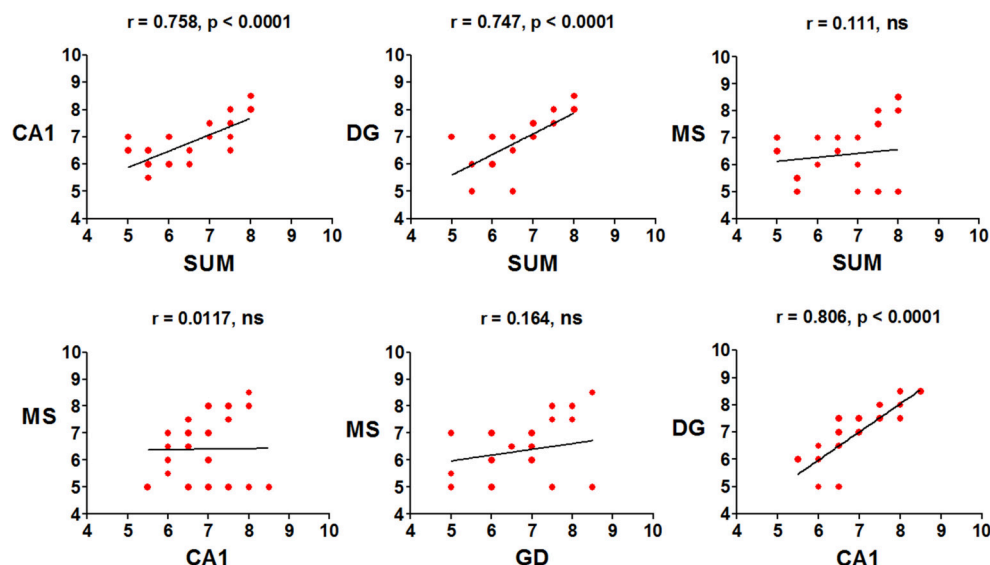 r = 0.758, p < 0.0001
r = 0.747, p < 0.0001
r = 0.111, ns
10
9
8
7
6
5
4
CA1
4 5 6 7 8 9 10
SUM
10
9
8
7
6
5
4
DG
4 5 6 7 8 9 10
SUM
10
9
8
7
6
5
4
MS
4 5 6 7 8 9 10
SUM
r = 0.0117, ns
r = 0.164, ns
r = 0.806, p < 0.0001
10
9
8
7
6
5
4
MS
4 5 6 7 8 9 10
CA1
10
9
8
7
6
5
4
MS
4 5 6 7 8 9 10
GD
10
9
8
7
6
5
4
DG
4 5 6 7 8 9 10
CA1